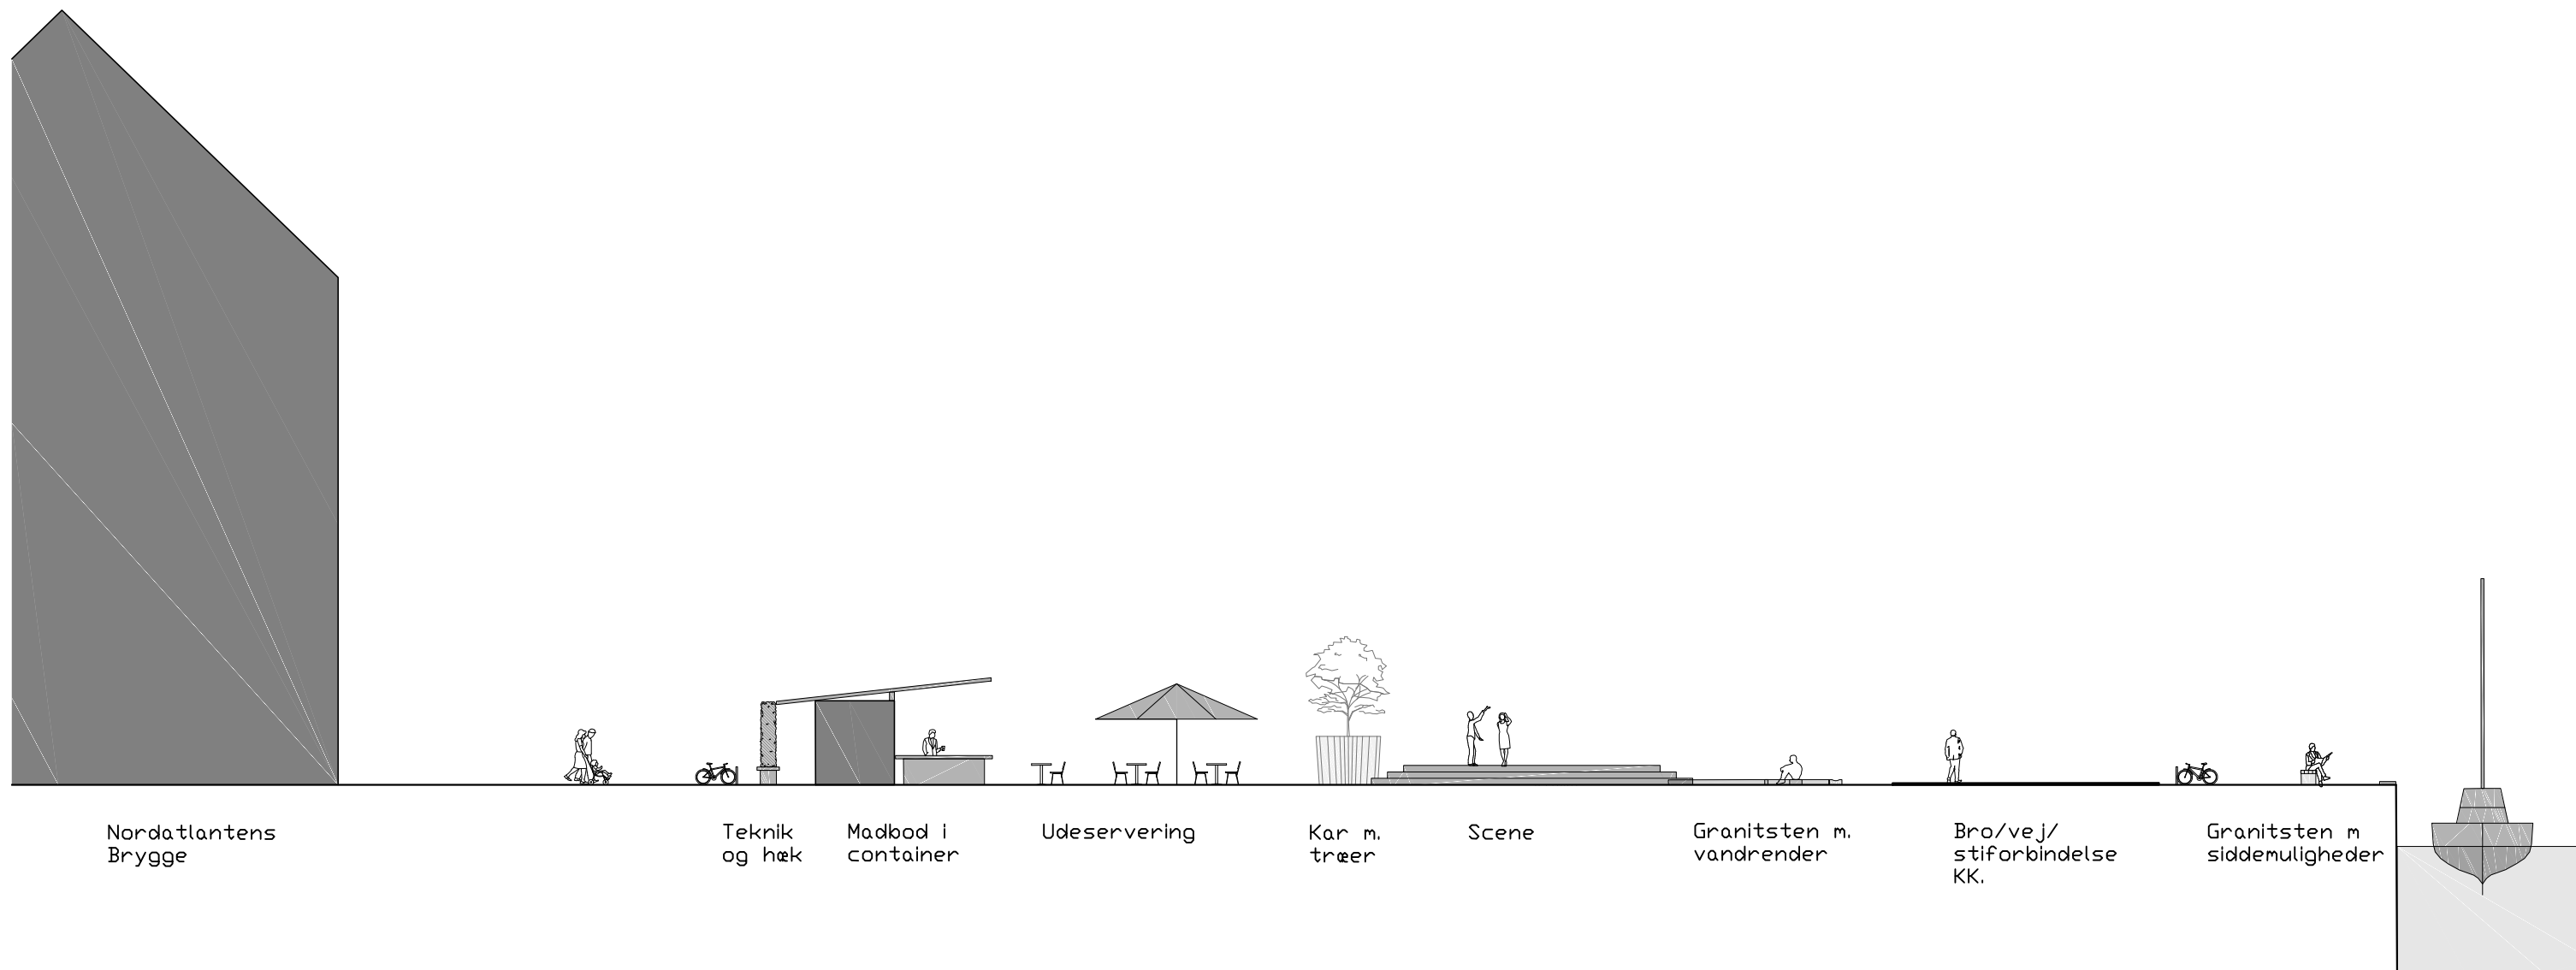 Nordatlantens
Brygge
Teknik
og hæk
Madbod i
container
Udeservering
Kar m.
træer
Scene
Granitsten m.
vandrender
Bro/vej/
stiforbindelse
KK.
Granitsten m
siddemuligheder